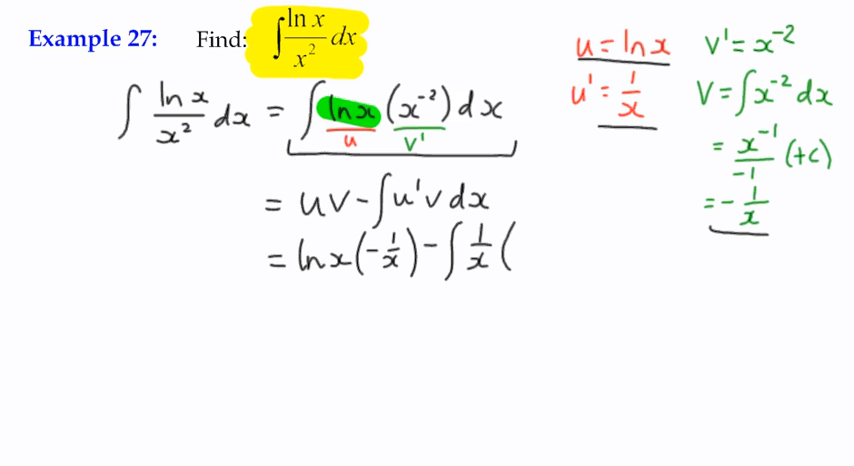 Example 27: Find: ∫ ln x / x² dx
∫ ln x / x² dx = ∫ ln x (x⁻²) dx
u v'
= uv - ∫ u'v dx
= ln x (-1/x) - ∫ 1/x (
u = ln x
u' = 1/x
v' = x⁻²
V = ∫ x⁻² dx
= x⁻¹ / -1 (+c)
= - 1/x